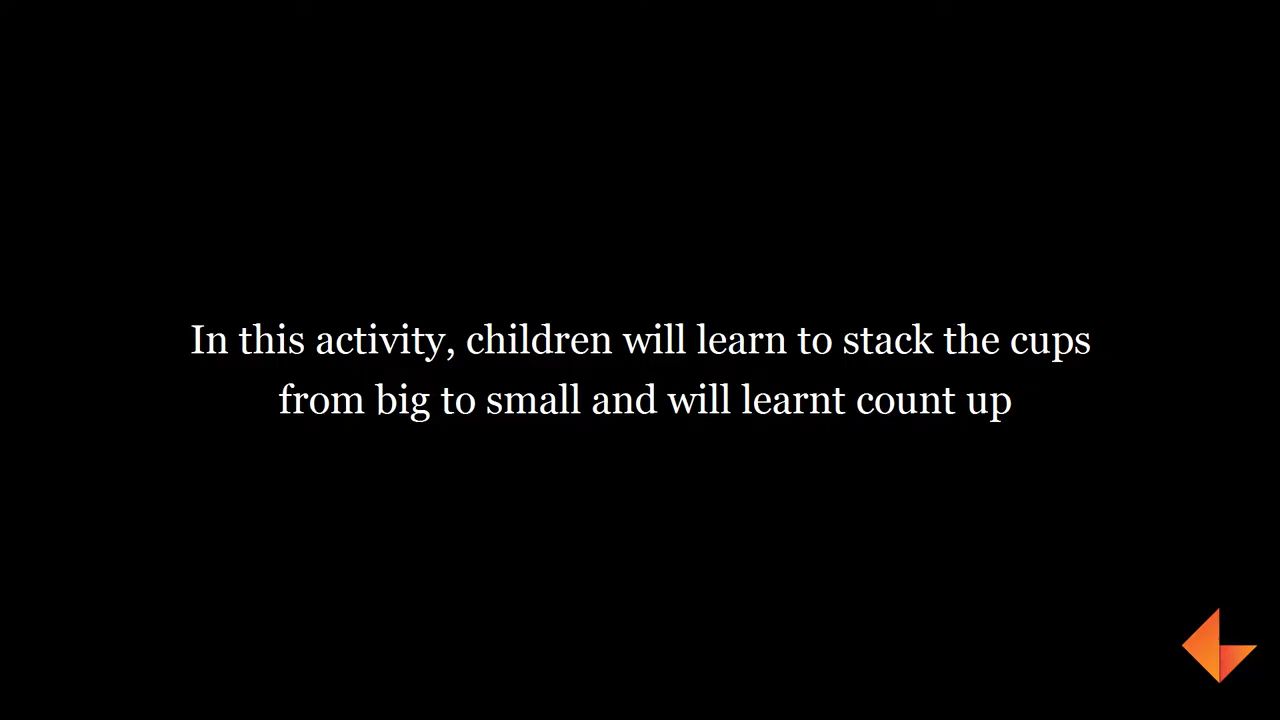 In this activity, children will learn to stack the cups
from big to small and will learnt count up